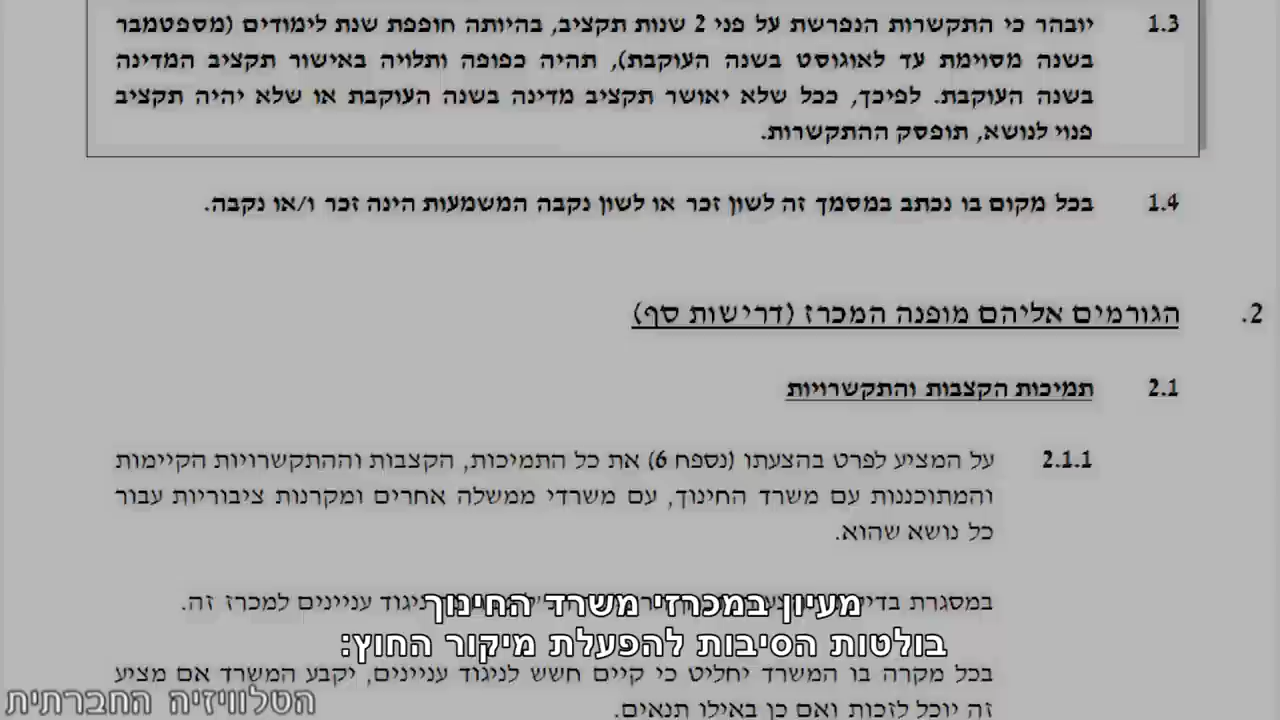 1.3 יובהר כי התקשרות הנפרשת על פני 2 שנות תקציב, בהיותה חופפת שנת לימודים (מספטמבר
בשנה מסוימת עד לאוגוסט בשנה העוקבת), תהיה כפופה ותלויה באישור תקציב המדינה
בשנה העוקבת. לפיכך, ככל שלא יאושר תקציב מדינה בשנה העוקבת או שלא יהיה תקציב
פנוי לנושא, תופסק ההתקשרות.
1.4 בכל מקום בו נכתב במסמך זה לשון זכר או לשון נקבה המשמעות הינה זכר ו/או נקבה.
2. הגורמים אליהם מופנה המכרז (דרישות סף)
2.1 תמיכות הקצבות והתקשרויות
2.1.1 על המציע לפרט בהצעתו (נספח 6) את כל התמיכות, הקצבות וההתקשרויות הקיימות
והמתוכננות עם משרד החינוך, עם משרדי ממשלה אחרים ומקרנות ציבוריות עבור
כל נושא שהוא.
במסגרת ניגוד עניינים למכרז זה.
מעיון במכרזי משרד החינוך
בולטות הסיבות להפעלת מיקור החוץ:
בכל מקרה בו המשרד יחליט כי קיים חשש לניגוד עניינים, יקבע המשרד אם מציע
זה יוכל לזכות ואם כן באילו תנאים.
הטלוויזיה החברתית